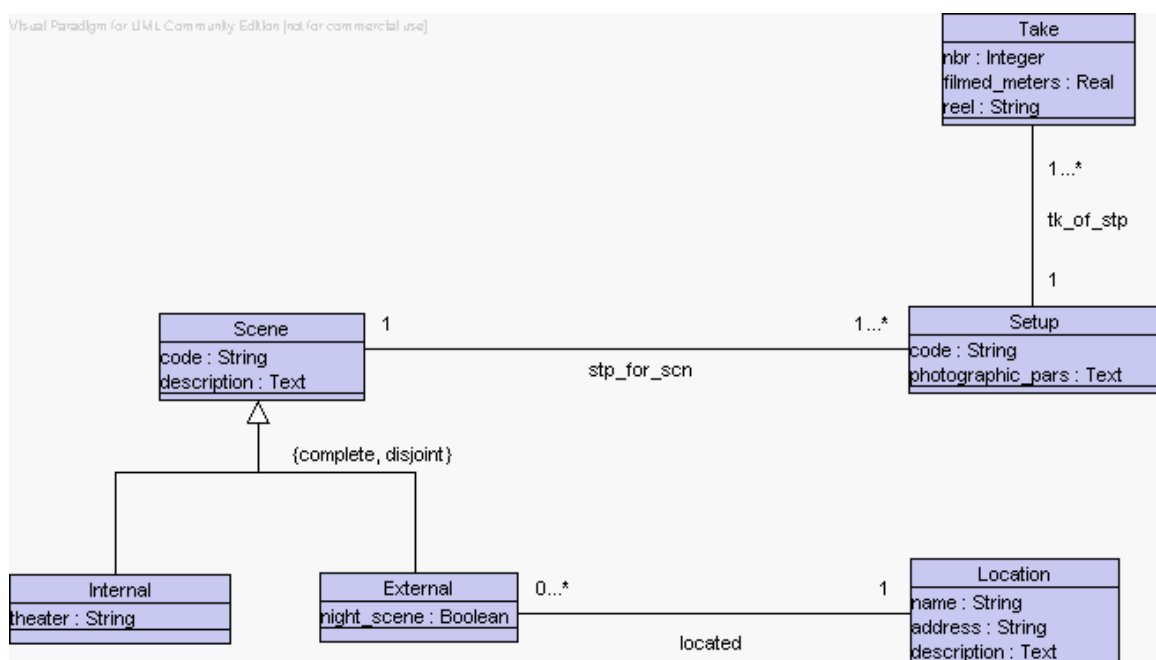 Visual Paradigm for UML Community Edition [not for commercial use]
Take
nbr : Integer
filmed_meters : Real
reel : String
1...*
tk_of_stp
1
Scene
code : String
description : Text
1
1...*
stp_for_scn
Setup
code : String
photographic_pars : Text
{complete, disjoint}
Internal
theater : String
External
night_scene : Boolean
0...*
1
located
Location
name : String
address : String
description : Text